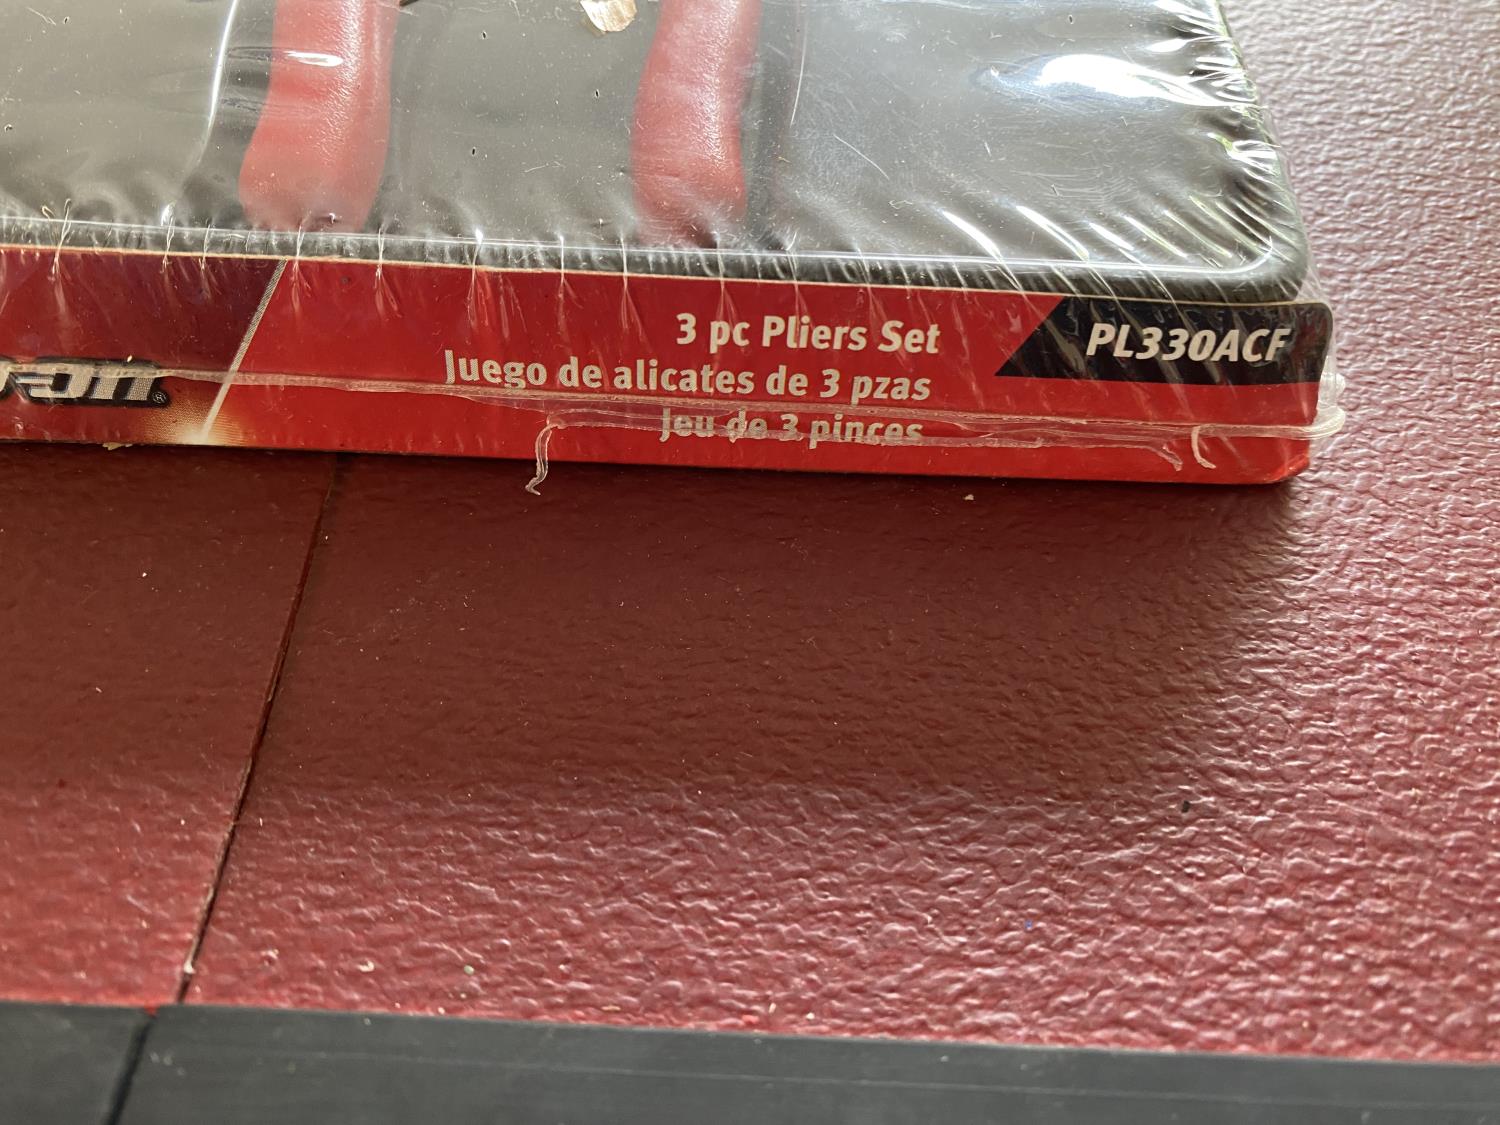 3 pc Pliers Set
Juego de alicates de 3 pzas
Jeu de 3 pinces
PL330ACF